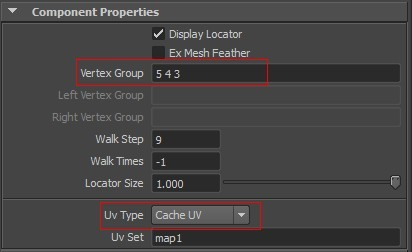 Component Properties
Display Locator
Ex Mesh Feather
Vertex Group 5 4 3
Left Vertex Group
Right Vertex Group
Walk Step 9
Walk Times -1
Locator Size 1.000
Uv Type Cache UV
Uv Set map1